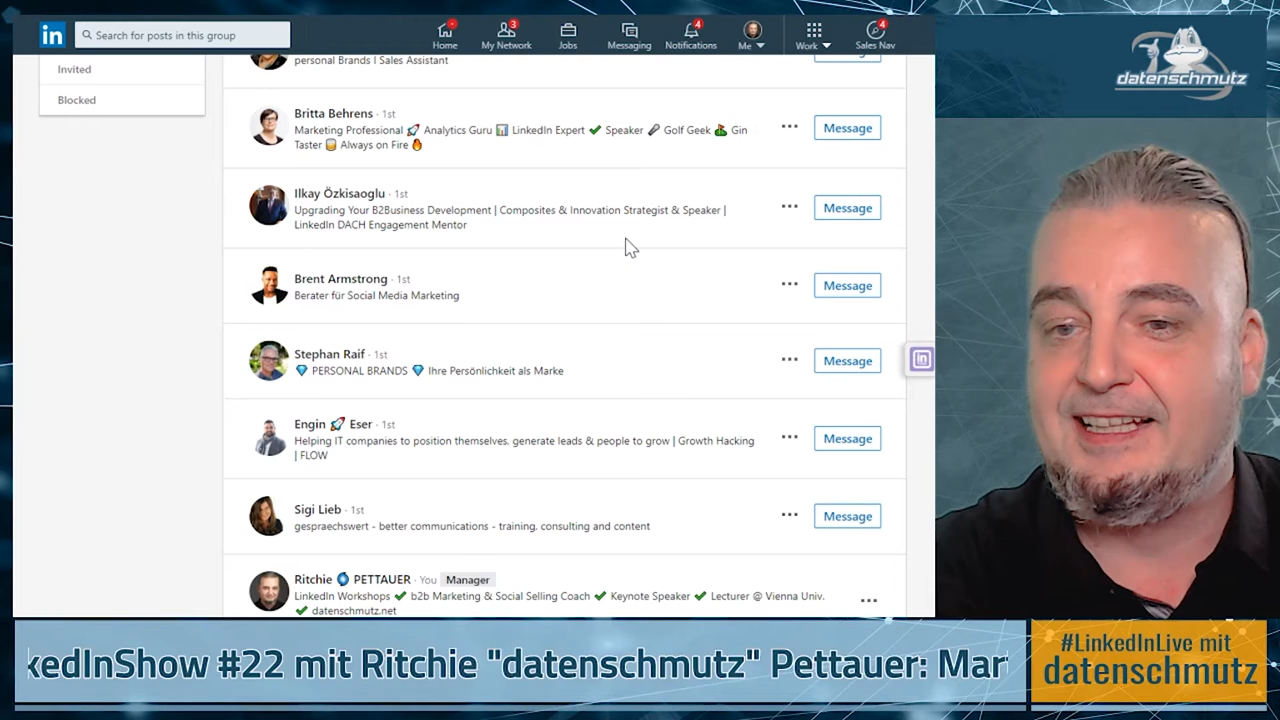 in
Search for posts in this group
Home
3
My Network
Jobs
Messaging
4
Notifications
Me
Work
4
Sales Nav
datenschmutz
Invited
Blocked
personal Brands I Sales Assistant
Britta Behrens · 1st
Marketing Professional 🚀 Analytics Guru 📊 LinkedIn Expert ✔ Speaker 🎤 Golf Geek ⛳ Gin
Taster 🥃 Always on Fire 🔥
Message
Ilkay Özkisaoglu · 1st
Upgrading Your B2Business Development | Composites & Innovation Strategist & Speaker |
LinkedIn DACH Engagement Mentor
Message
Brent Armstrong · 1st
Berater für Social Media Marketing
Message
Stephan Raif · 1st
💎 PERSONAL BRANDS 💎 Ihre Persönlichkeit als Marke
Message
in
Engin 🚀 Eser · 1st
Helping IT companies to position themselves, generate leads & people to grow | Growth Hacking
| FLOW
Message
Sigi Lieb · 1st
gespraechswert - better communications - training, consulting and content
Message
Ritchie PETTAUER · You Manager
LinkedIn Workshops ✔ b2b Marketing & Social Selling Coach ✔ Keynote Speaker ✔ Lecturer @ Vienna Univ.
✔ datenschmutz.net
kedInShow #22 mit Ritchie "datenschmutz" Pettauer: Mar
#LinkedInLive mit
datenschmutz